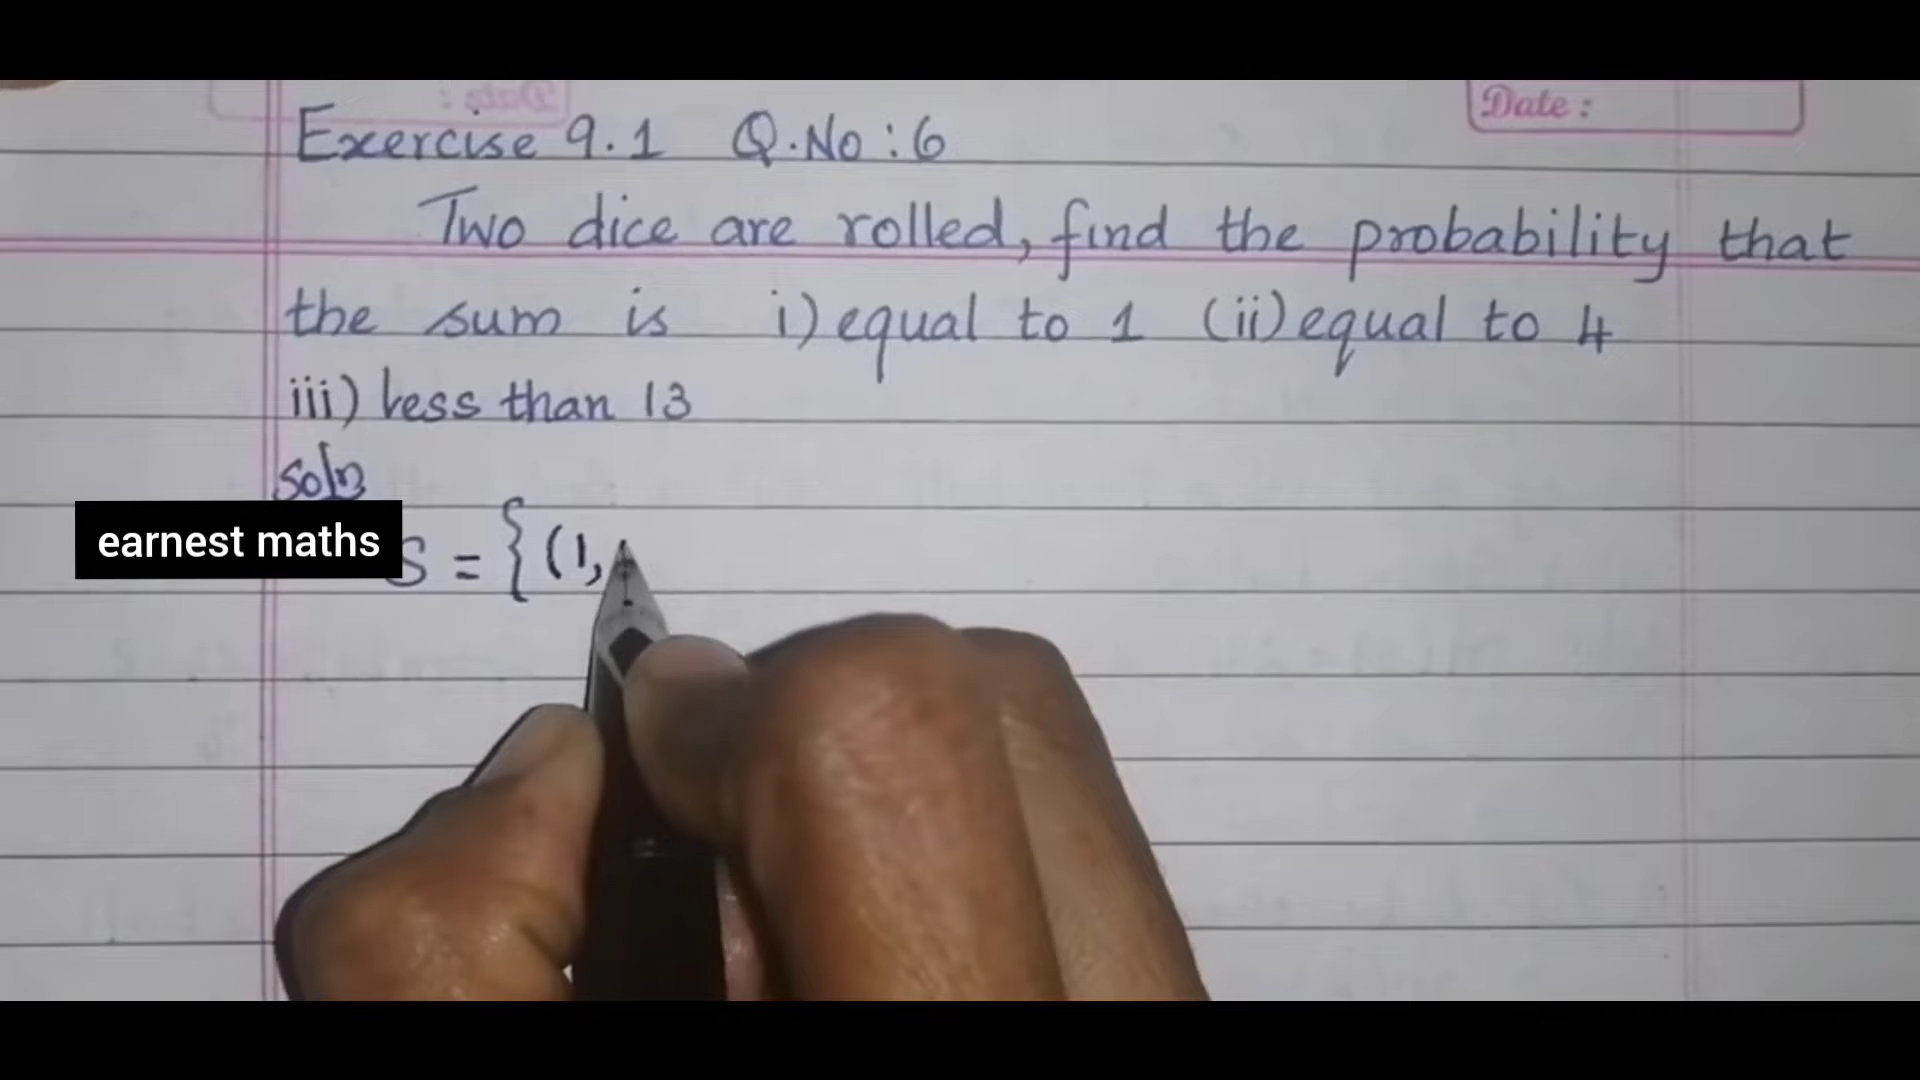 Date :
Exercise 9.1 Q.No : 6
Two dice are rolled, find the probability that
the sum is i) equal to 1 (ii) equal to 4
iii) less than 13
Soln
earnest maths
S = { (1,